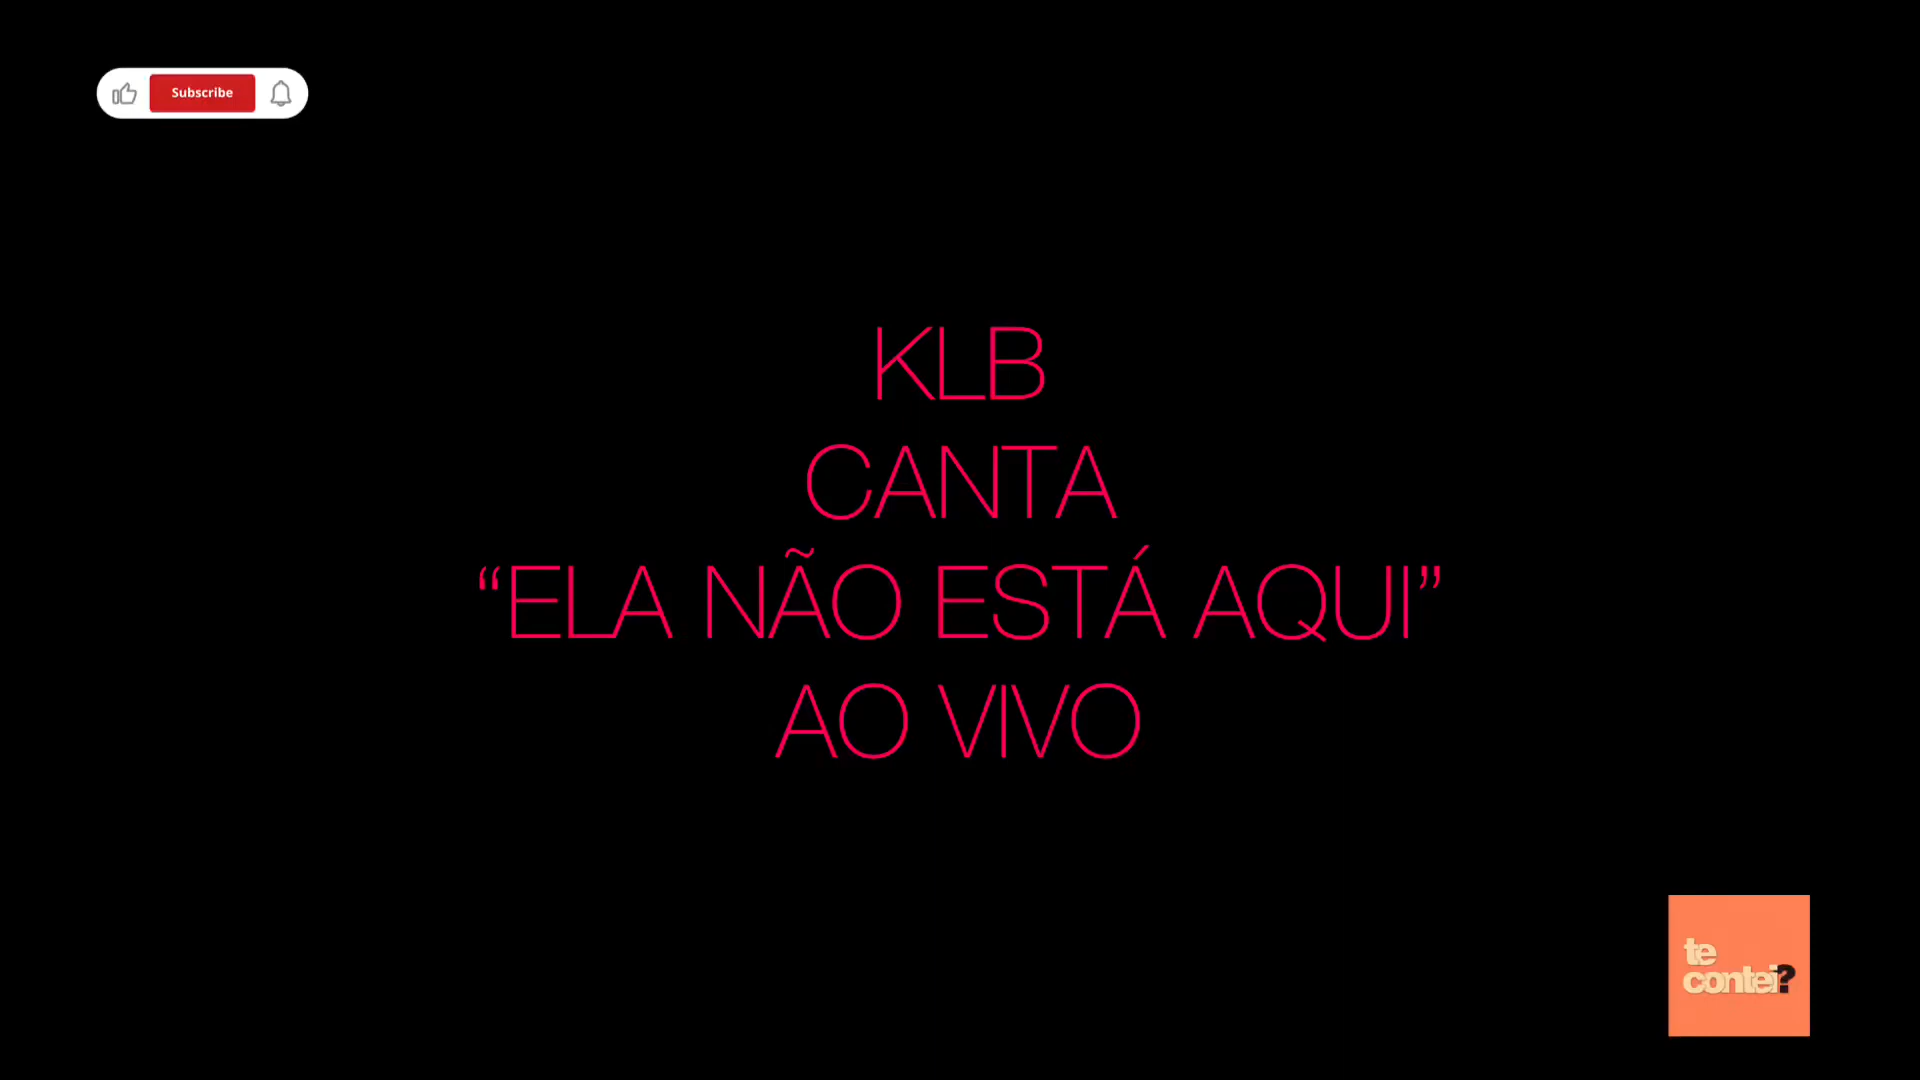 Subscribe
KLB
CANTA
“ELA NÃO ESTÁ AQUI”
AO VIVO
te
contei?